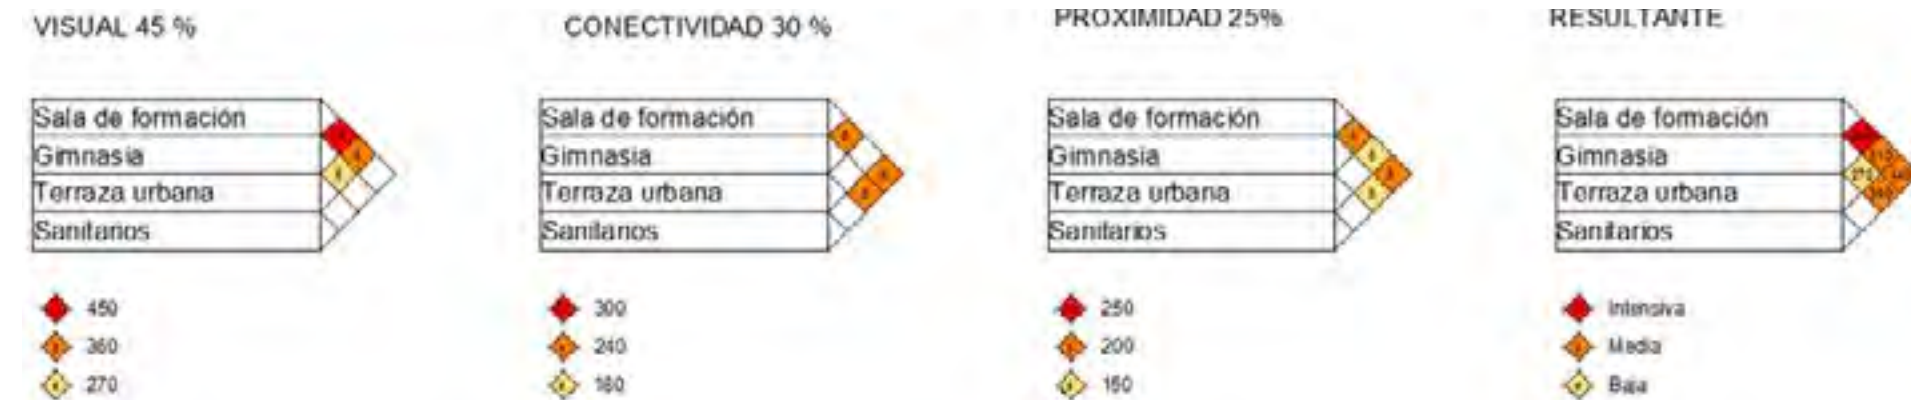 VISUAL 45 %
Sala de formación
Gimnasia
Terraza urbana
Sanitarios
450
360
270
CONECTIVIDAD 30 %
Sala de formación
Gimnasia
Terraza urbana
Sanitarios
300
240
180
PROXIMIDAD 25%
Sala de formación
Gimnasia
Terraza urbana
Sanitarios
250
200
150
RESULTANTE
Sala de formación
Gimnasia
Terraza urbana
Sanitarios
270
Intensiva
Media
Baja